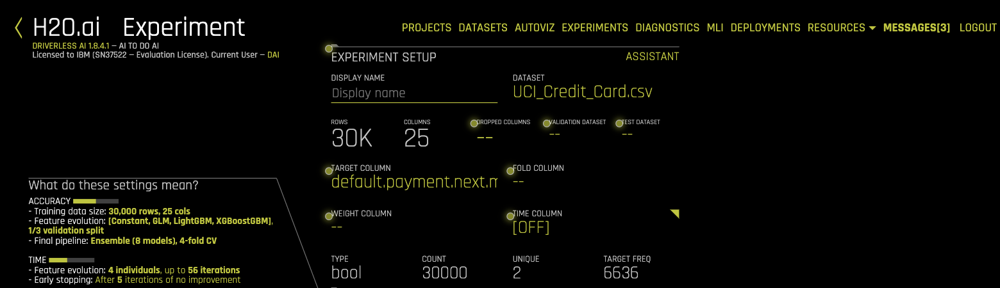 H2O.ai Experiment
PROJECTS DATASETS AUTOVIZ EXPERIMENTS DIAGNOSTICS MLI DEPLOYMENTS RESOURCES MESSAGES[3] LOGOUT
DRIVERLESS AI 1.8.4.1 — AI TO DO AI
Licensed to IBM (SN37522 — Evaluation License). Current User — DAI
EXPERIMENT SETUP
ASSISTANT
DISPLAY NAME
Display name
DATASET
UCI_Credit_Card.csv
ROWS
30K
COLUMNS
25
DROPPED COLUMNS
--
VALIDATION DATASET
--
TEST DATASET
--
TARGET COLUMN
default.payment.next.m
FOLD COLUMN
--
WEIGHT COLUMN
--
TIME COLUMN
[OFF]
TYPE
bool
COUNT
30000
UNIQUE
2
TARGET FREQ
6636
What do these settings mean?
ACCURACY
- Training data size: 30,000 rows, 25 cols
- Feature evolution: [Constant, GLM, LightGBM, XGBoostGBM],
1/3 validation split
- Final pipeline: Ensemble (8 models), 4-fold CV
TIME
- Feature evolution: 4 individuals, up to 56 iterations
- Early stopping: After 5 iterations of no improvement